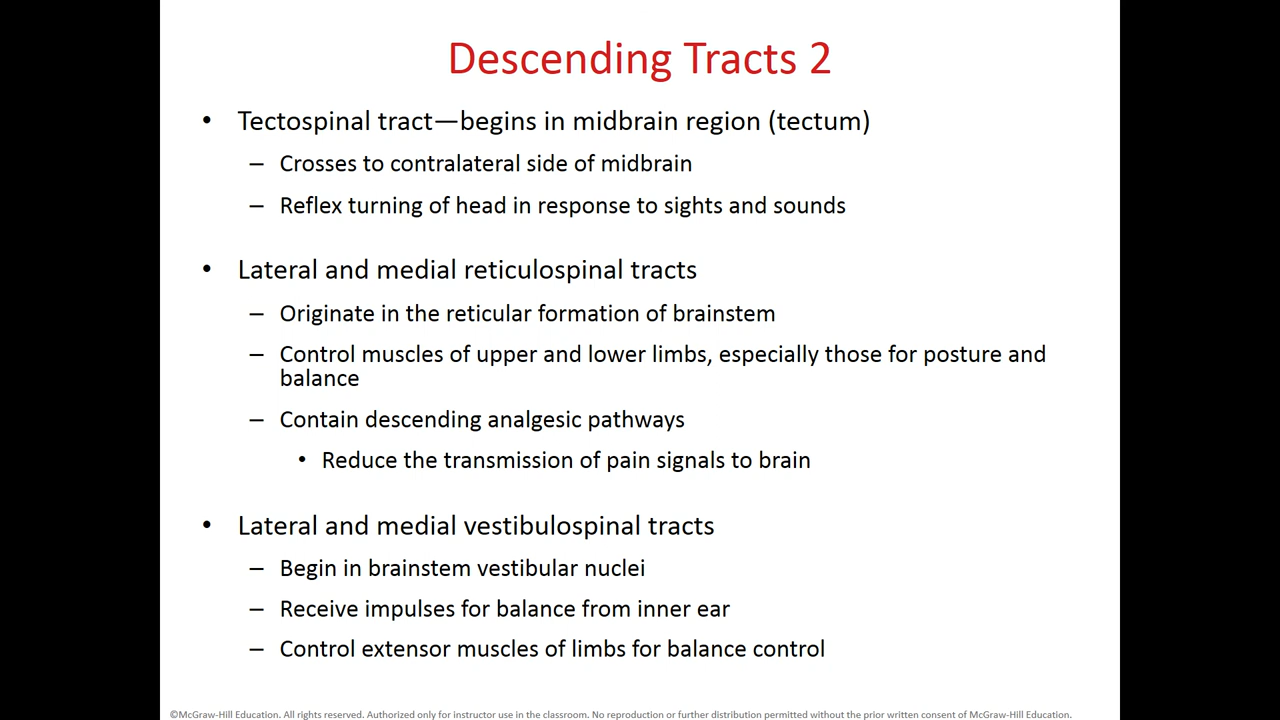 Descending Tracts 2
• Tectospinal tract—begins in midbrain region (tectum)
– Crosses to contralateral side of midbrain
– Reflex turning of head in response to sights and sounds
• Lateral and medial reticulospinal tracts
– Originate in the reticular formation of brainstem
– Control muscles of upper and lower limbs, especially those for posture and
balance
– Contain descending analgesic pathways
• Reduce the transmission of pain signals to brain
• Lateral and medial vestibulospinal tracts
– Begin in brainstem vestibular nuclei
– Receive impulses for balance from inner ear
– Control extensor muscles of limbs for balance control
©McGraw-Hill Education. All rights reserved. Authorized only for instructor use in the classroom. No reproduction or further distribution permitted without the prior written consent of McGraw-Hill Education.